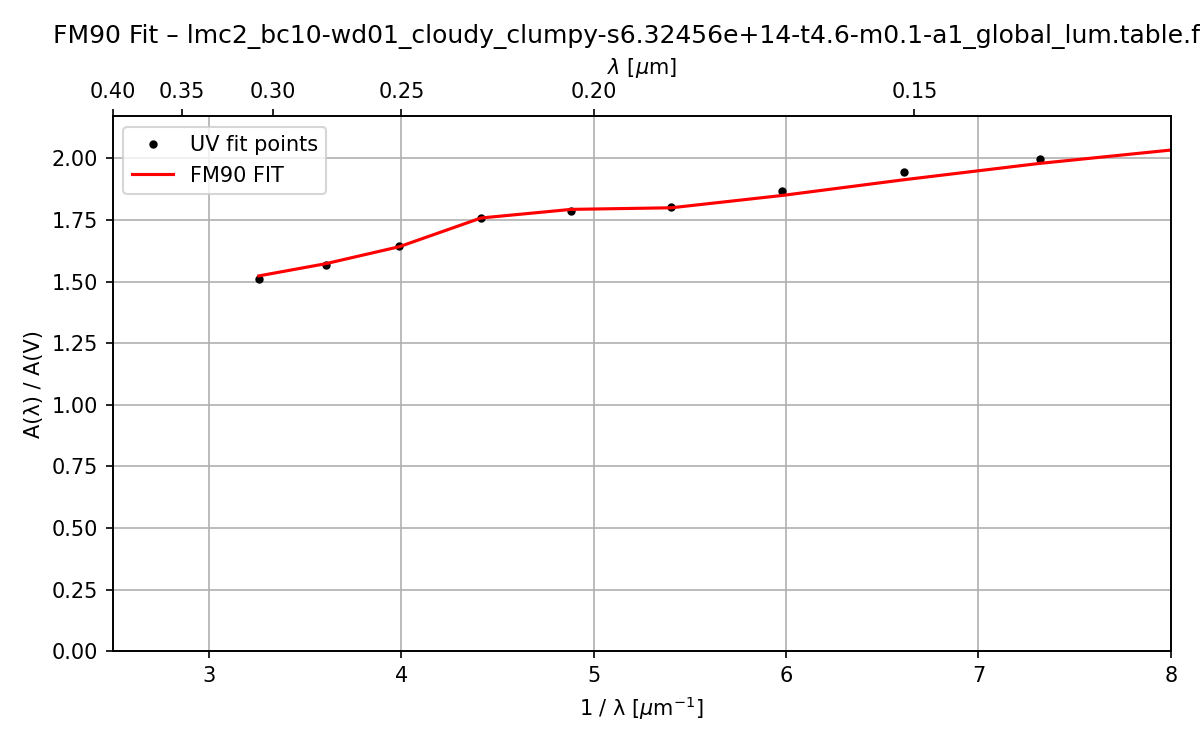 FM90 Fit – lmc2_bc10-wd01_cloudy_clumpy-s6.32456e+14-t4.6-m0.1-a1_global_lum.table.f
λ [μm]
0.40 0.35 0.30 0.25 0.20 0.15
UV fit points
FM90 FIT
A(λ) / A(V)
2.00
1.75
1.50
1.25
1.00
0.75
0.50
0.25
0.00
3 4 5 6 7 8
1 / λ [μm⁻¹]